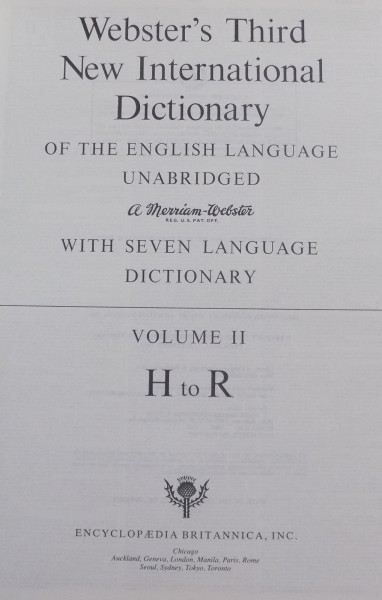 Webster's Third
New International
Dictionary
OF THE ENGLISH LANGUAGE
UNABRIDGED
A Merriam-Webster
REG. U. S. PAT. OFF.
WITH SEVEN LANGUAGE
DICTIONARY
VOLUME II
H to R
ENCYCLOPÆDIA BRITANNICA, INC.
Chicago
Auckland, Geneva, London, Manila, Paris, Rome
Seoul, Sydney, Tokyo, Toronto